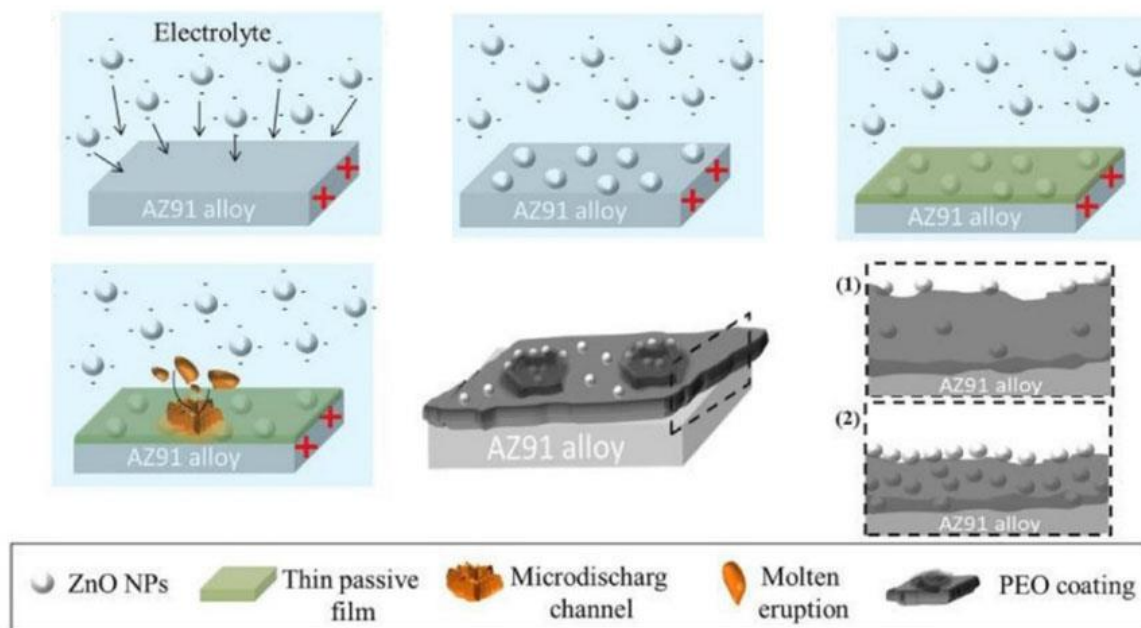 Electrolyte
AZ91 alloy
AZ91 alloy
AZ91 alloy
AZ91 alloy
AZ91 alloy
(1)
AZ91 alloy
(2)
AZ91 alloy
ZnO NPs
Thin passive
film
Microdischarg
channel
Molten
eruption
PEO coating